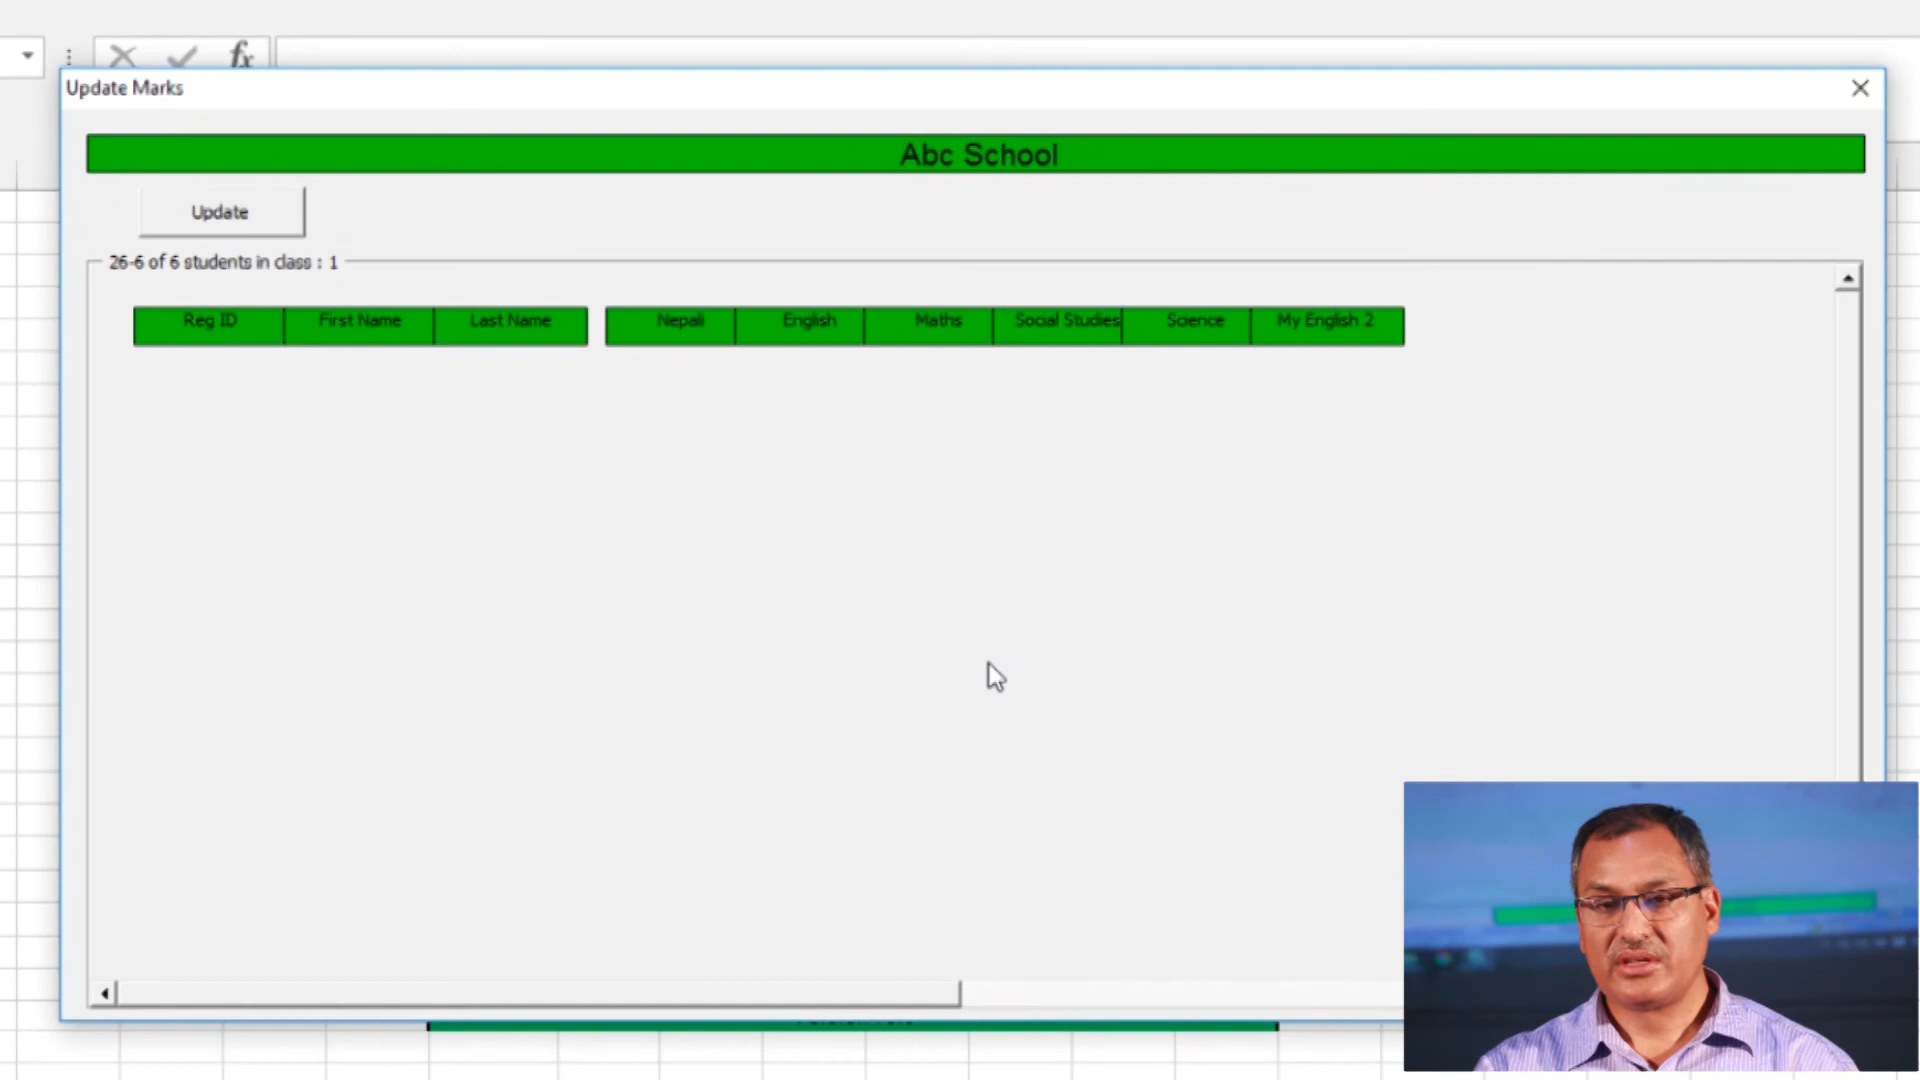 fx
Update Marks
Abc School
Update
26-6 of 6 students in class : 1
Reg ID First Name Last Name Nepali English Maths Social Studies Science My English 2